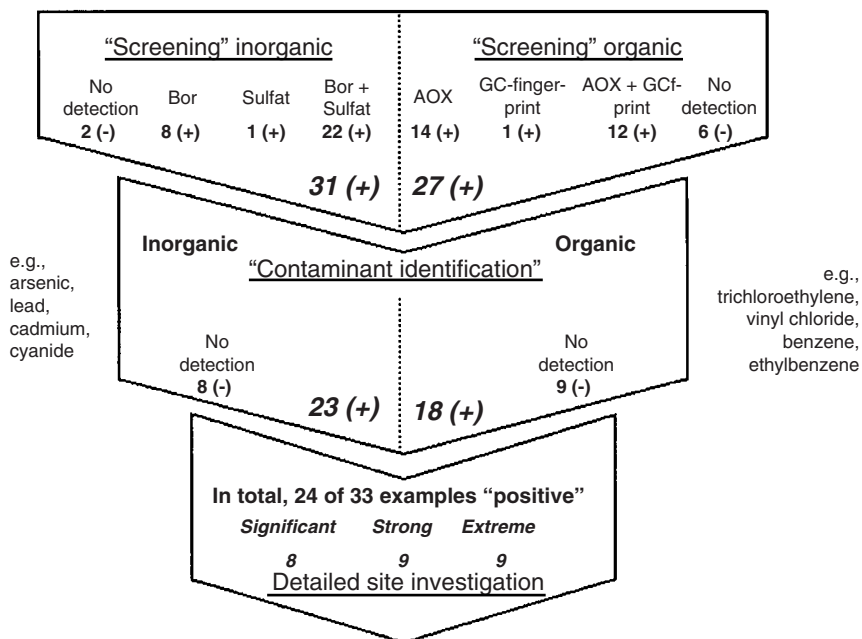 “Screening” inorganic
“Screening” organic
No
detection
2 (-)
Bor
8 (+)
Sulfat
1 (+)
Bor +
Sulfat
22 (+)
AOX
14 (+)
GC-finger-
print
1 (+)
AOX + GCf-
print
12 (+)
No
detection
6 (-)
31 (+)
27 (+)
Inorganic
Organic
“Contaminant identification”
e.g.,
arsenic,
lead,
cadmium,
cyanide
e.g.,
trichloroethylene,
vinyl chloride,
benzene,
ethylbenzene
No
detection
8 (-)
No
detection
9 (-)
23 (+)
18 (+)
In total, 24 of 33 examples “positive”
Significant Strong Extreme
8 9 9
Detailed site investigation